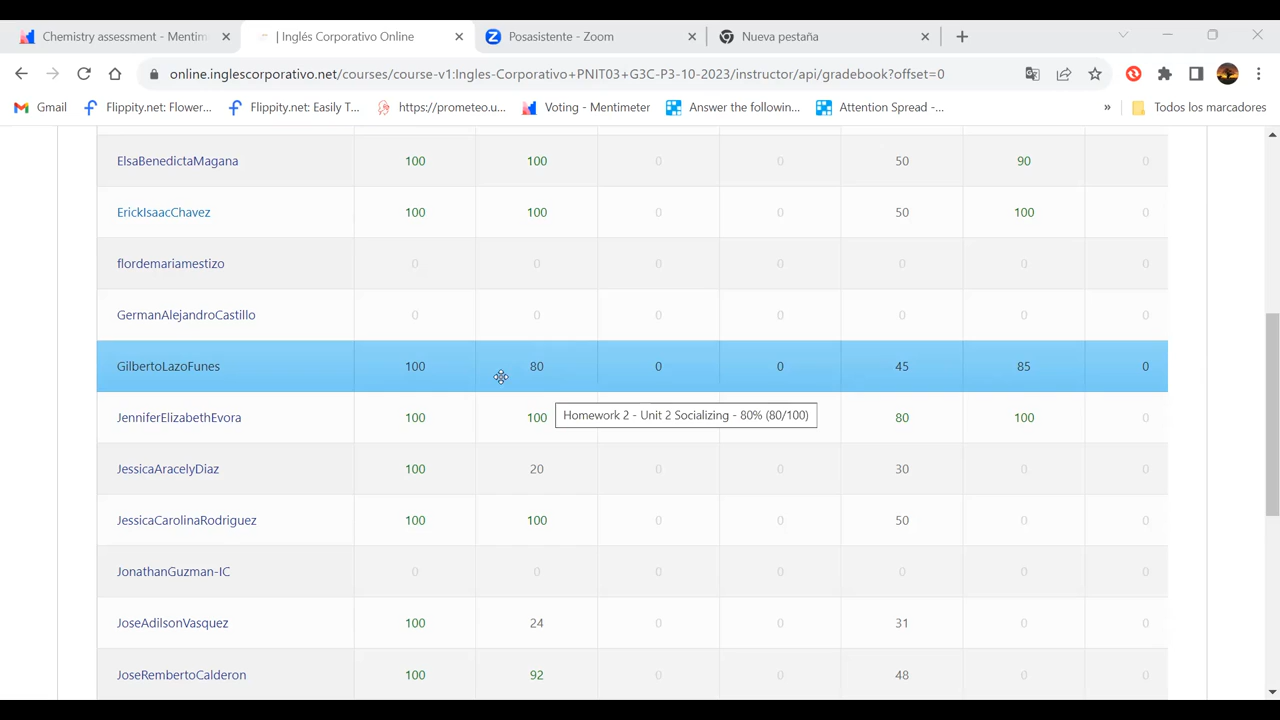 Chemistry assessment - Mentim
| Inglés Corporativo Online
Posasistente - Zoom
Nueva pestaña
online.inglescorporativo.net/courses/course-v1:Ingles-Corporativo+PNIT03+G3C-P3-10-2023/instructor/api/gradebook?offset=0
Gmail
Flippity.net: Flower...
Flippity.net: Easily T...
https://prometeo.u...
Voting - Mentimeter
Answer the followin...
Attention Spread -...
»
Todos los marcadores
ElsaBenedictaMagana 100 100 0 0 50 90 0
ErickIsaacChavez 100 100 0 0 50 100 0
flordemariamestizo 0 0 0 0 0 0 0
GermanAlejandroCastillo 0 0 0 0 0 0 0
GilbertoLazoFunes 100 80 0 0 45 85 0
Homework 2 - Unit 2 Socializing - 80% (80/100)
JenniferElizabethEvora 100 100 80 100 0
JessicaAracelyDiaz 100 20 0 0 30 0 0
JessicaCarolinaRodriguez 100 100 0 0 50 0 0
JonathanGuzman-IC 0 0 0 0 0 0 0
JoseAdilsonVasquez 100 24 0 0 31 0 0
JoseRembertoCalderon 100 92 0 0 48 0 0